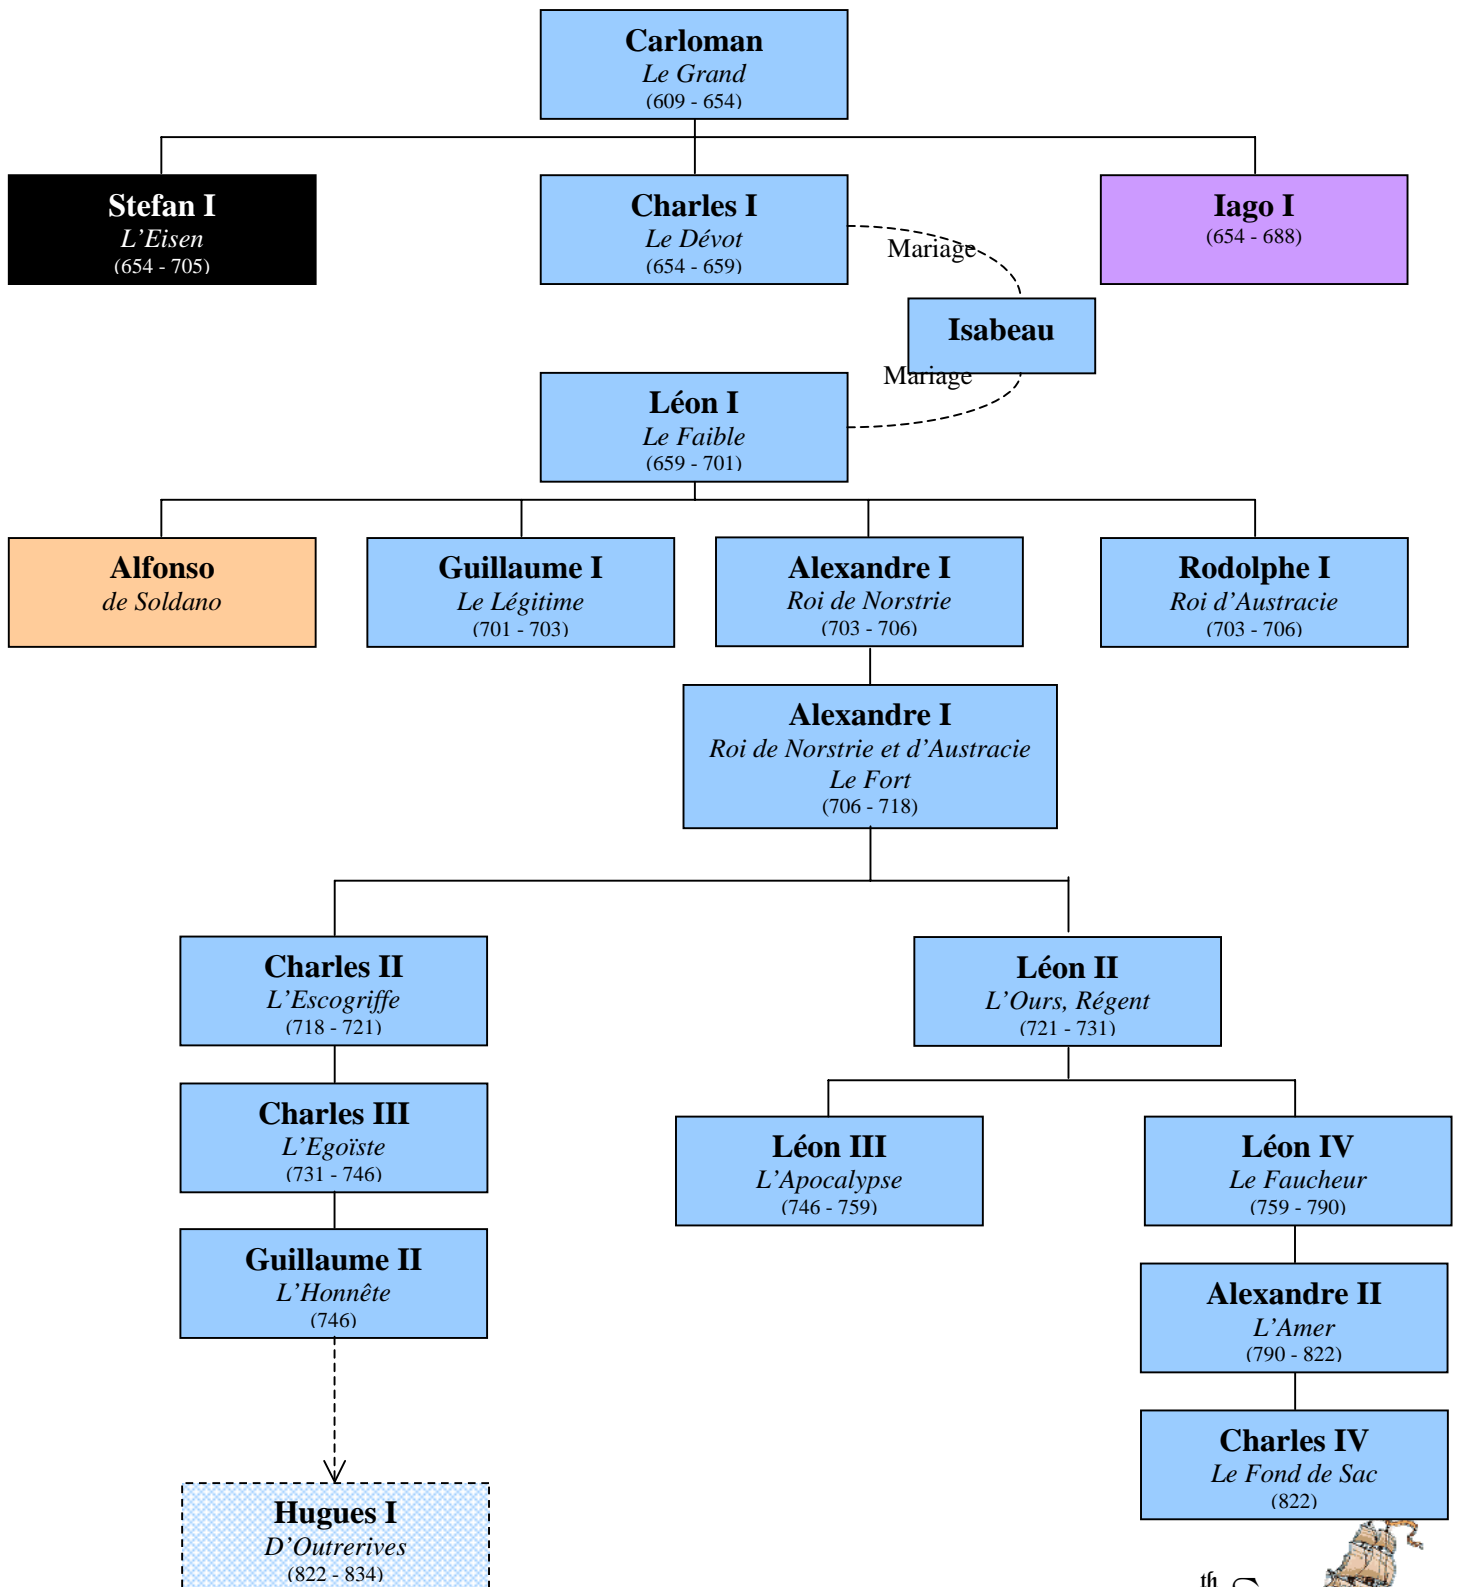 Carloman
Le Grand
(609 - 654)
Stefan I
L'Eisen
(654 - 705)
Charles I
Le Dévot
(654 - 659)
Iago I
(654 - 688)
Mariage
Isabeau
Mariage
Léon I
Le Faible
(659 - 701)
Alfonso
de Soldano
Guillaume I
Le Légitime
(701 - 703)
Alexandre I
Roi de Norstrie
(703 - 706)
Rodolphe I
Roi d'Austracie
(703 - 706)
Alexandre I
Roi de Norstrie et d'Austracie
Le Fort
(706 - 718)
Charles II
L'Escogriffe
(718 - 721)
Léon II
L'Ours, Régent
(721 - 731)
Charles III
L'Egoïste
(731 - 746)
Léon III
L'Apocalypse
(746 - 759)
Léon IV
Le Faucheur
(759 - 790)
Guillaume II
L'Honnête
(746)
Alexandre II
L'Amer
(790 - 822)
Charles IV
Le Fond de Sac
(822)
Hugues I
D'Outrerives
(822 - 834)
th